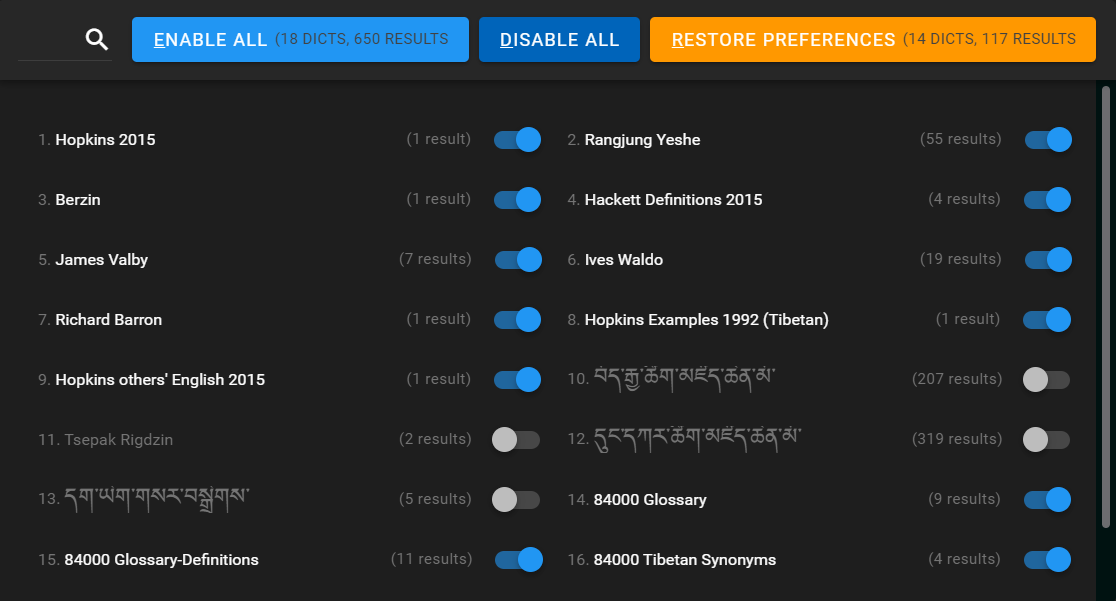 ENABLE ALL (18 DICTS, 650 RESULTS
DISABLE ALL
RESTORE PREFERENCES (14 DICTS, 117 RESULTS
1. Hopkins 2015 (1 result)
2. Rangjung Yeshe (55 results)
3. Berzin (1 result)
4. Hackett Definitions 2015 (4 results)
5. James Valby (7 results)
6. Ives Waldo (19 results)
7. Richard Barron (1 result)
8. Hopkins Examples 1992 (Tibetan) (1 result)
9. Hopkins others' English 2015 (1 result)
10. བོད་རྒྱ་ཚིག་མཛོད་ཆེན་མོ་ (207 results)
11. Tsepak Rigdzin (2 results)
12. དུང་དཀར་ཚིག་མཛོད་ཆེན་མོ་ (319 results)
13. དག་ཡིག་གསར་བསྒྲིགས་ (5 results)
14. 84000 Glossary (9 results)
15. 84000 Glossary-Definitions (11 results)
16. 84000 Tibetan Synonyms (4 results)